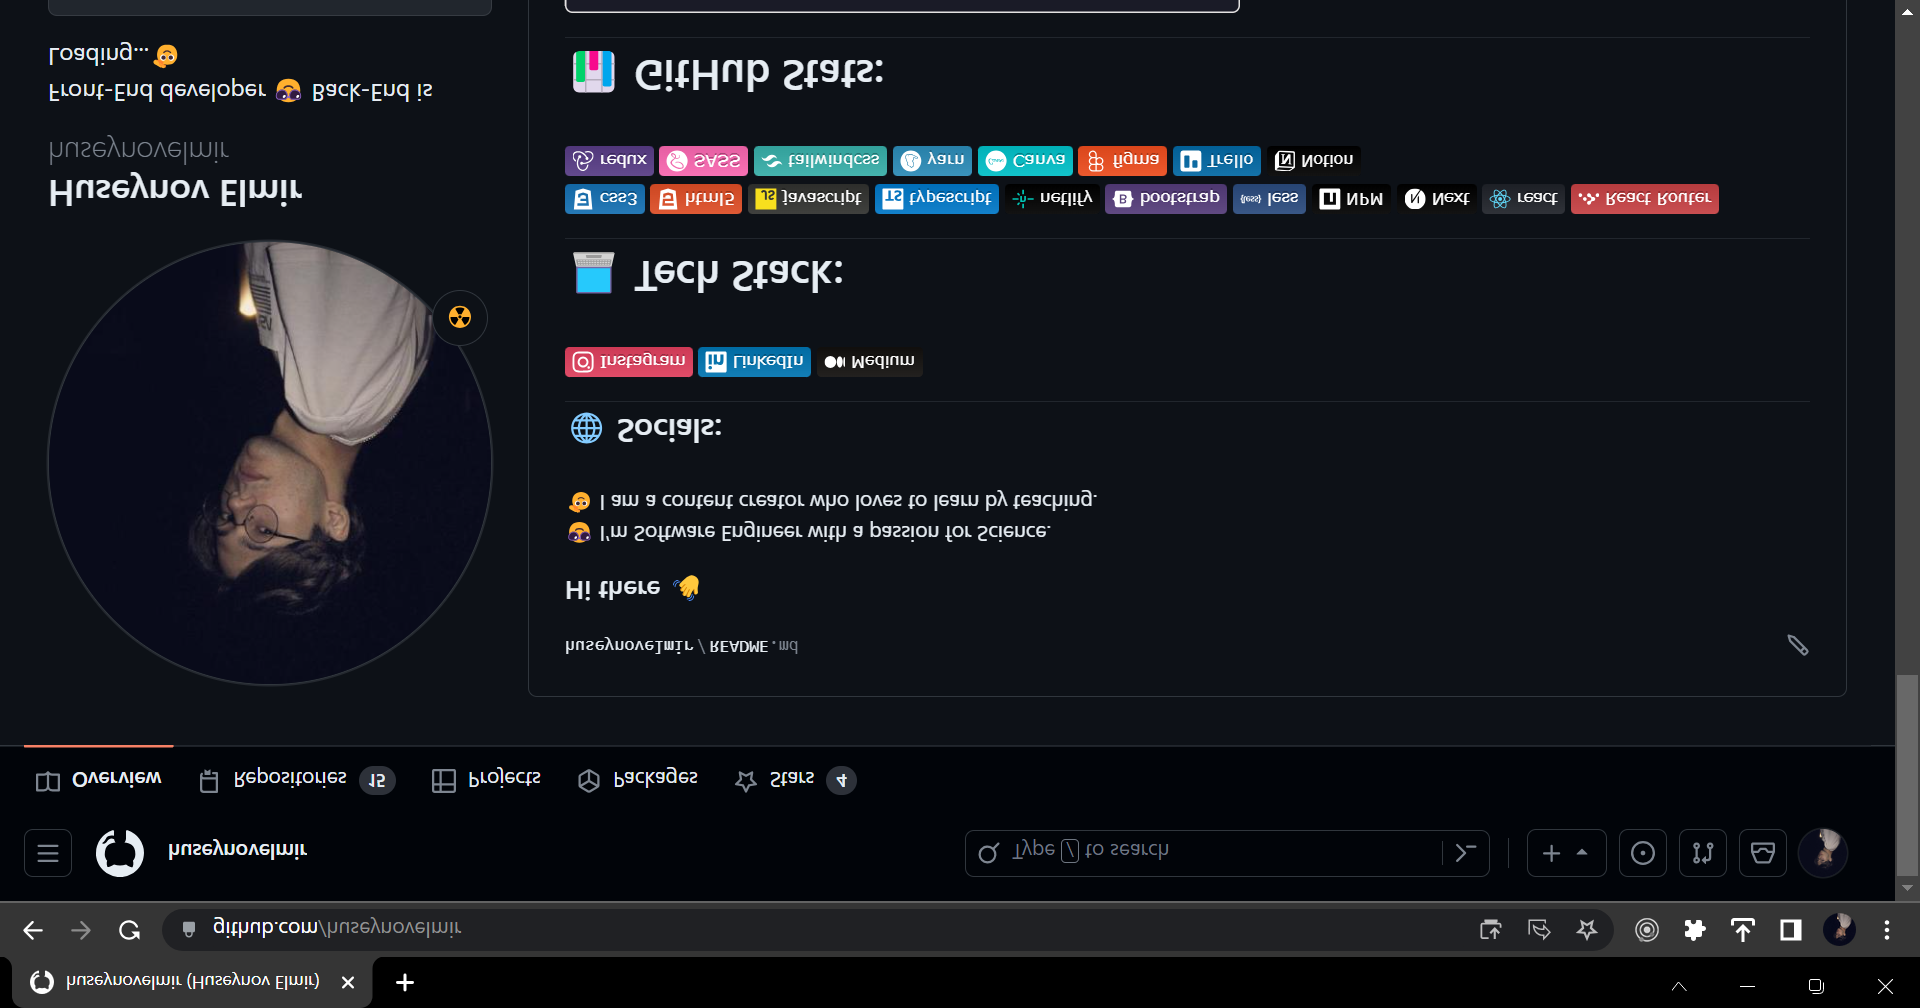 huseynovelmir (Huseynov Elmir)
github.com/huseynovelmir
huseynovelmir
Type / to search
Overview
Repositories 15
Projects
Packages
Stars 4
huseynovelmir / README.md
Hi there
I'm Software Engineer with a passion for Science.
I am a content creator who loves to learn by teaching.
Socials:
Instagram LinkedIn Medium
Tech Stack:
css3 html5 javascript typescript netlify bootstrap less NPM Next react React Router
redux SASS tailwindcss yarn Canva figma Trello Notion
GitHub Stats:
Huseynov Elmir
huseynovelmir
Front-End developer Back-End is
Loading...